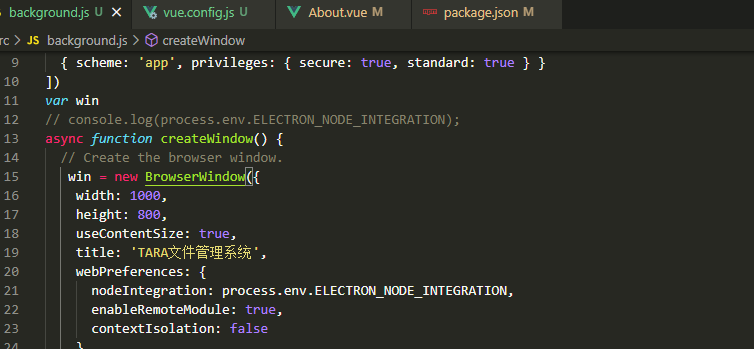 background.js U × vue.config.js U About.vue M package.json M
rc > JS background.js > createWindow
9 { scheme: 'app', privileges: { secure: true, standard: true } }
10 ])
11 var win
12 // console.log(process.env.ELECTRON_NODE_INTEGRATION);
13 async function createWindow() {
14 // Create the browser window.
15 win = new BrowserWindow({
16 width: 1000,
17 height: 800,
18 useContentSize: true,
19 title: 'TARA文件管理系统',
20 webPreferences: {
21 nodeIntegration: process.env.ELECTRON_NODE_INTEGRATION,
22 enableRemoteModule: true,
23 contextIsolation: false
24 }